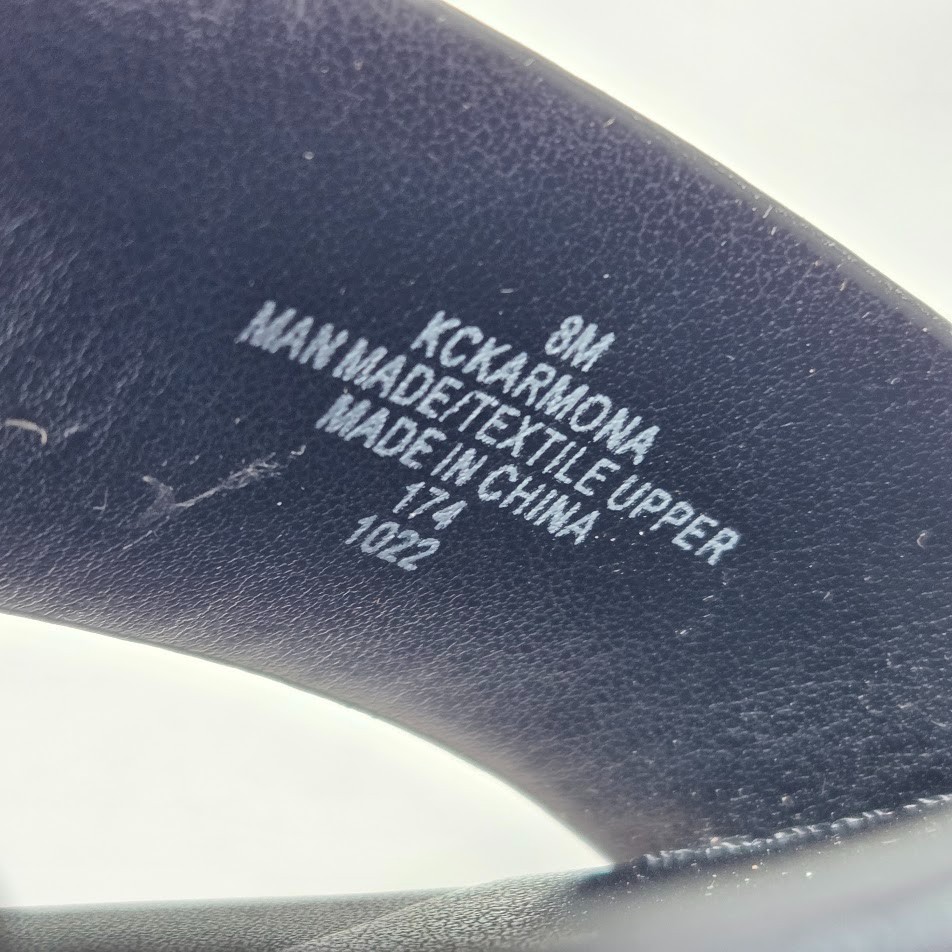 8M
KCKARMONA
MAN MADE/TEXTILE UPPER
MADE IN CHINA
174
1022